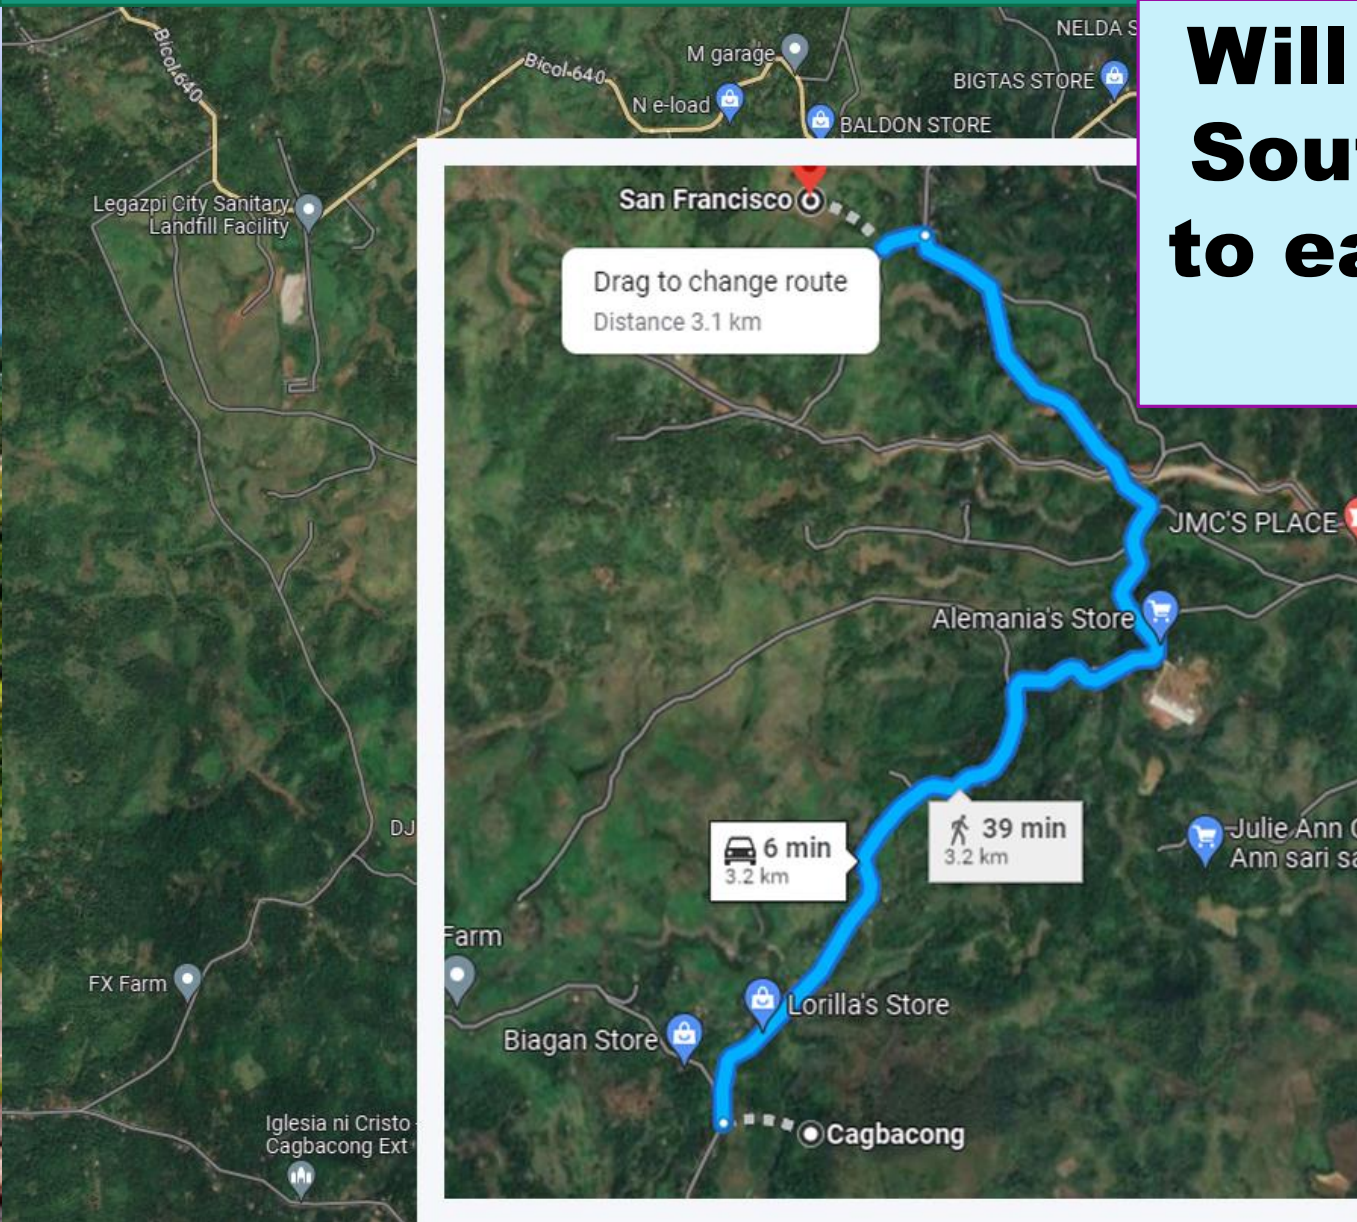 Will
NELDA S
Bicol-640
Bicol-640
M garage
BIGTAS STORE
N e-load
BALDON STORE
to
Legazpi City Sanitary
Landfill Facility
San Francisco
Drag to change route
Distance 3.1 km
JMC'S PLACE
Alemania's Store
DJ
6 min
3.2 km
39 min
3.2 km
Julie Ann
Ann sari
Farm
FX Farm
Lorilla's Store
Biagan Store
Iglesia ni Cristo -
Cagbacong Ext
Cagbacong